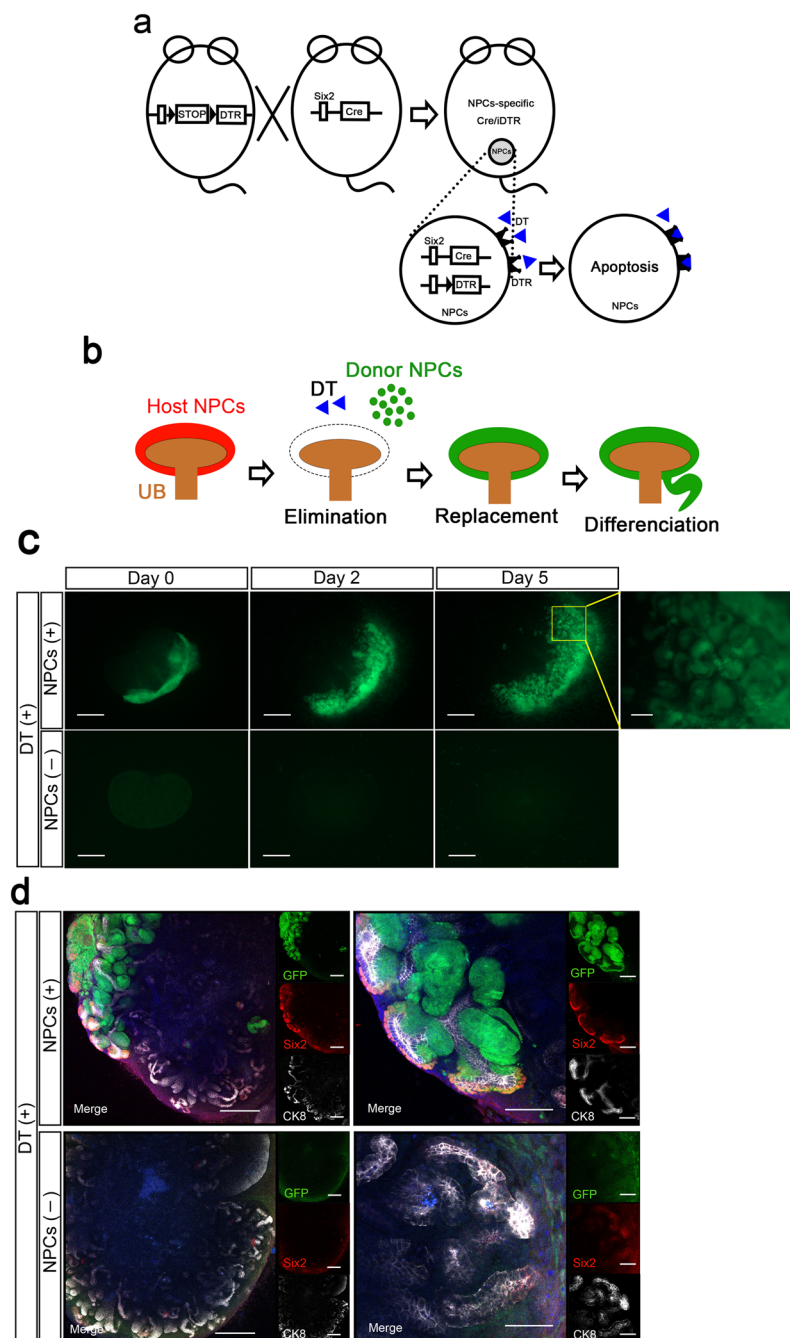 a
STOP
DTR
Six2
Cre
NPCs-specific
Cre/iDTR
NPCs
DT
Six2
Cre
DTR
DTR
NPCs
Apoptosis
NPCs
b
Donor NPCs
DT
Host NPCs
UB
Elimination
Replacement
Differenciation
c
Day 0
Day 2
Day 5
DT (+)
NPCs (+)
NPCs (−)
d
DT (+)
NPCs (+)
GFP
Six2
Merge
CK8
GFP
Six2
Merge
CK8
NPCs (−)
GFP
Six2
Merge
CK8
GFP
Six2
Merge
CK8